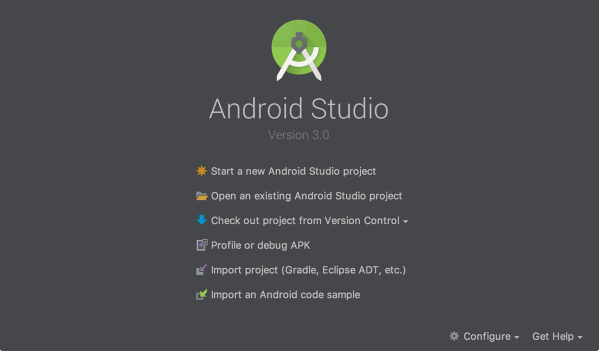 Android Studio
Version 3.0
Start a new Android Studio project
Open an existing Android Studio project
Check out project from Version Control
Profile or debug APK
Import project (Gradle, Eclipse ADT, etc.)
Import an Android code sample
Configure Get Help